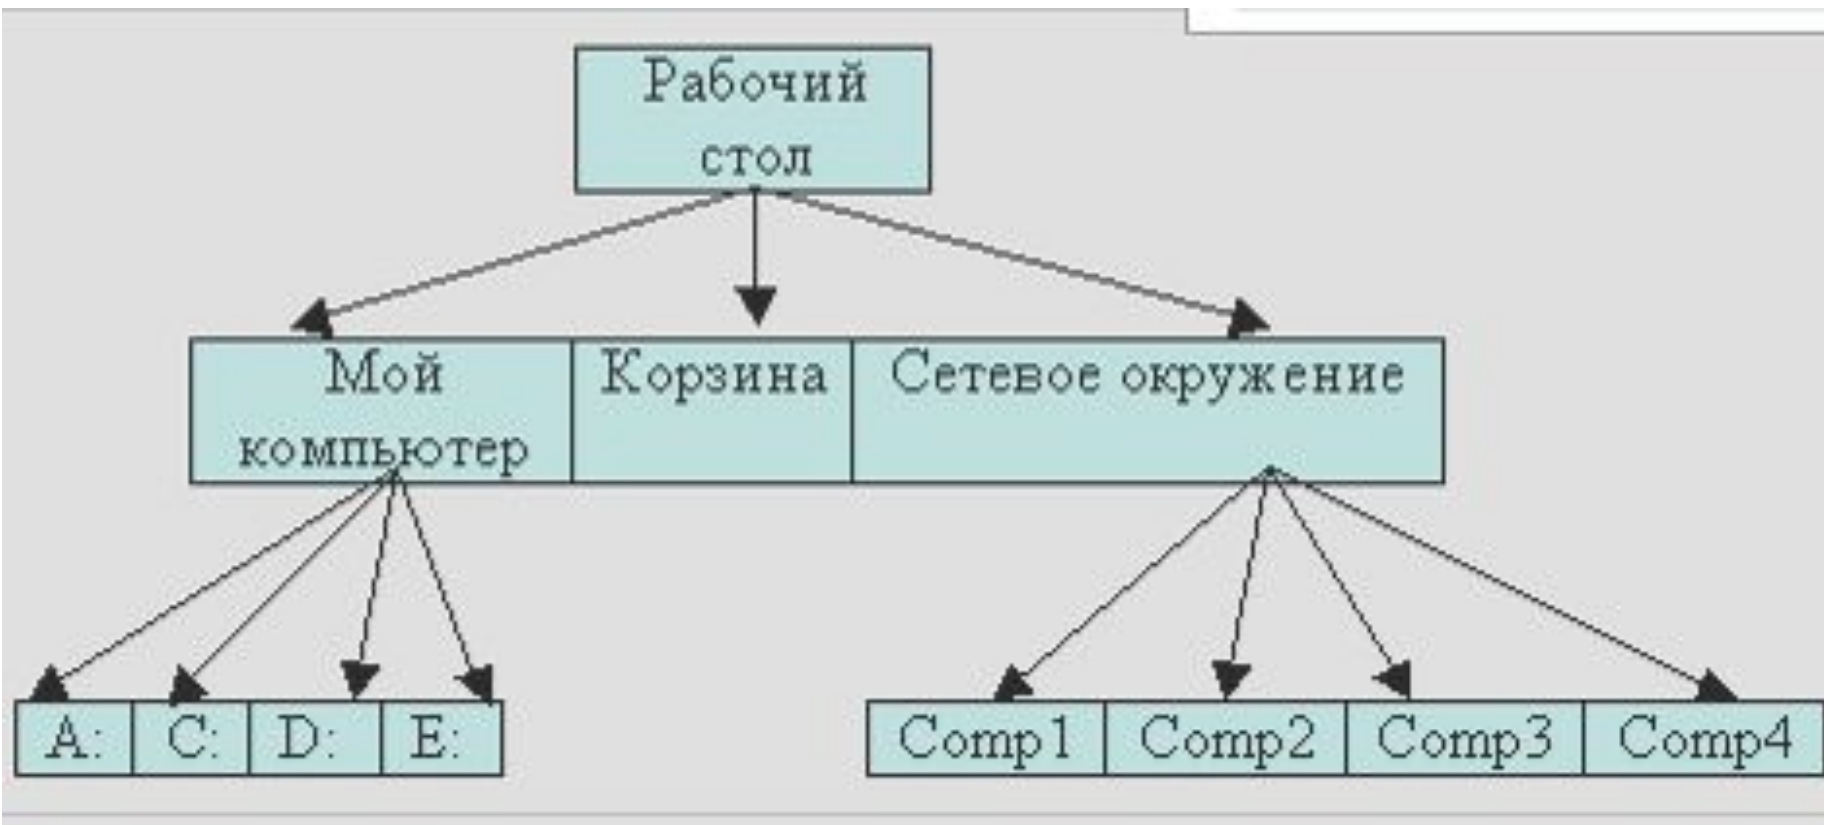 Рабочий
стол
Мой
компьютер
Корзина
Сетевое окружение
A:
C:
D:
E:
Comp1
Comp2
Comp3
Comp4